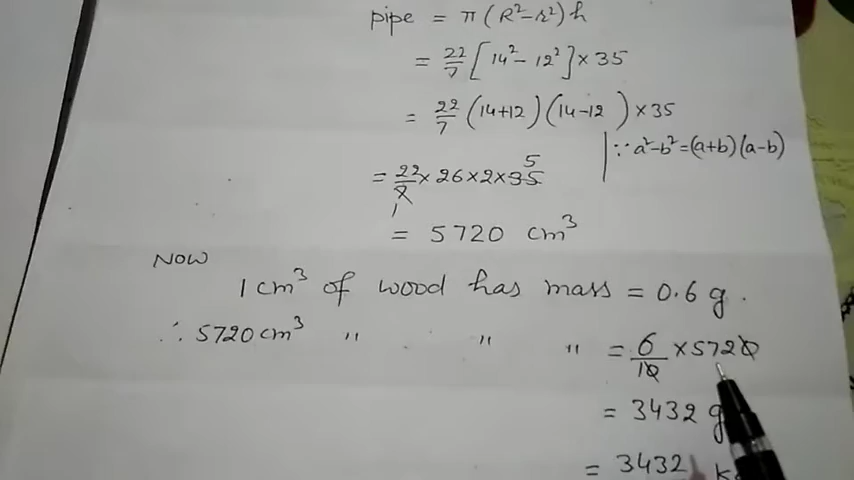 pipe = π(R²-r²)h
= 22/7 [14² - 12²] × 35
= 22/7 (14+12) (14-12) × 35
∵ a²-b² = (a+b)(a-b)
= 22/7 × 26 × 2 × 35 5
1
= 5720 cm³
NOW
1 cm³ of wood has mass = 0.6 g.
∴ 5720 cm³ " " " = 6/10 × 5720
= 3432 g
= 3432 K